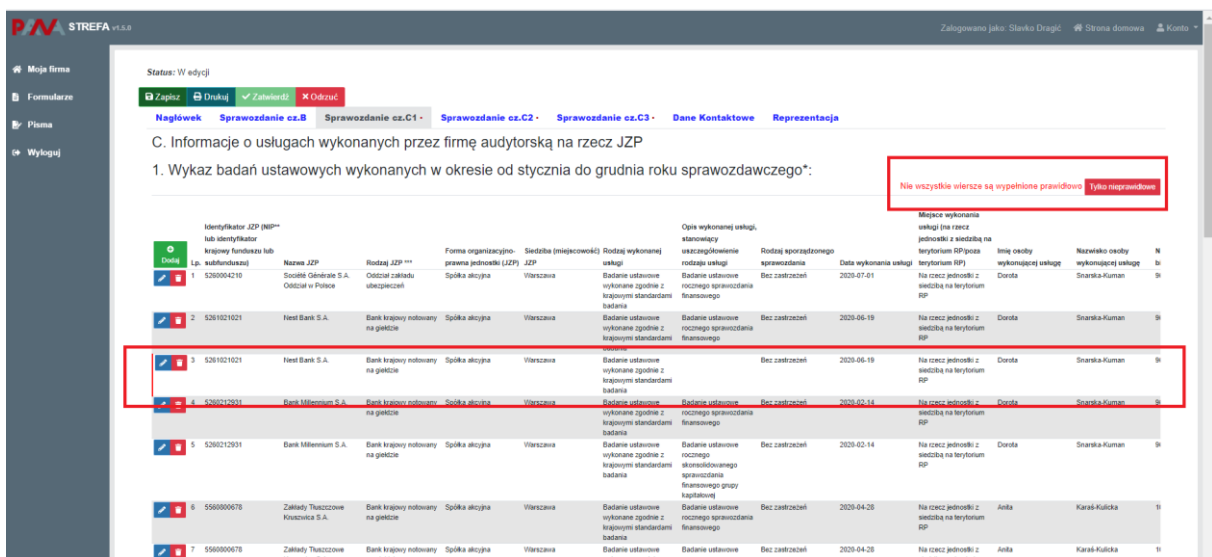 PANA STREFA v1.5.0
Zalogowano jako: Slavko Dragić Strona domowa Konto
Moja firma
Formularze
Pisma
Wyloguj
Status: W edycji
Zapisz Drukuj Zatwierdź Odrzuć
Nagłówek Sprawozdanie cz.B Sprawozdanie cz.C1 - Sprawozdanie cz.C2 - Sprawozdanie cz.C3 - Dane Kontaktowe Reprezentacja
C. Informacje o usługach wykonanych przez firmę audytorską na rzecz JZP
1. Wykaz badań ustawowych wykonanych w okresie od stycznia do grudnia roku sprawozdawczego*:
Nie wszystkie wiersze są wypełnione prawidłowo Tylko nieprawidłowe
Miejsce wykonania
Identyfikator JZP (NIP** Opis wykonanej usługi, usługi (na rzecz
lub identyfikator stanowiący jednostki z siedzibą na
krajowy funduszu lub Forma organizacyjno- Siedziba (miejscowość) Rodzaj wykonanej uszczegółowienie Rodzaj sporządzonego terytorium RP/poza Imię osoby Nazwisko osoby N
Dodaj Lp. subfunduszu) Nazwa JZP Rodzaj JZP *** prawna jednostki (JZP) JZP usługi rodzaju usługi sprawozdania Data wykonania usługi terytorium RP) wykonującej usługę wykonującej usługę
1 5260004210 Société Générale S.A. Oddział zakładu Spółka akcyjna Warszawa Badanie ustawowe Badanie ustawowe Bez zastrzeżeń 2020-07-01 Na rzecz jednostki z Dorota Snarska-Kuman
Oddział w Polsce ubezpieczeń wykonane zgodnie z rocznego sprawozdania siedzibą na terytorium
krajowymi standardami finansowego RP
badania
2 5261021021 Nest Bank S.A. Bank krajowy notowany Spółka akcyjna Warszawa Badanie ustawowe Badanie ustawowe Bez zastrzeżeń 2020-06-19 Na rzecz jednostki z Dorota Snarska-Kuman
na giełdzie wykonane zgodnie z rocznego sprawozdania siedzibą na terytorium
krajowymi standardami finansowego RP
badania
3 5261021021 Nest Bank S.A. Bank krajowy notowany Spółka akcyjna Warszawa Badanie ustawowe Bez zastrzeżeń 2020-06-19 Na rzecz jednostki z Dorota Snarska-Kuman
na giełdzie wykonane zgodnie z siedzibą na terytorium
krajowymi standardami RP
badania
4 5260212931 Bank Millennium S.A. Bank krajowy notowany Spółka akcyjna Warszawa Badanie ustawowe Badanie ustawowe Bez zastrzeżeń 2020-02-14 Na rzecz jednostki z Dorota Snarska-Kuman
na giełdzie wykonane zgodnie z rocznego sprawozdania siedzibą na terytorium
krajowymi standardami finansowego RP
badania
5 5260212931 Bank Millennium S.A. Bank krajowy notowany Spółka akcyjna Warszawa Badanie ustawowe Badanie ustawowe Bez zastrzeżeń 2020-02-14 Na rzecz jednostki z Dorota Snarska-Kuman
na giełdzie wykonane zgodnie z rocznego siedzibą na terytorium
krajowymi standardami skonsolidowanego RP
badania sprawozdania
finansowego grupy
kapitałowej
6 5560800678 Zakłady Tłuszczowe Bank krajowy notowany Spółka akcyjna Warszawa Badanie ustawowe Badanie ustawowe Bez zastrzeżeń 2020-04-28 Na rzecz jednostki z Anita Karaś-Kulicka
Kruszwica S.A. na giełdzie wykonane zgodnie z rocznego sprawozdania siedzibą na terytorium
krajowymi standardami finansowego RP
badania
7 5560800678 Zakłady Tłuszczowe Bank krajowy notowany Spółka akcyjna Warszawa Badanie ustawowe Badanie ustawowe Bez zastrzeżeń 2020-04-28 Na rzecz jednostki z Anita Karaś-Kulicka